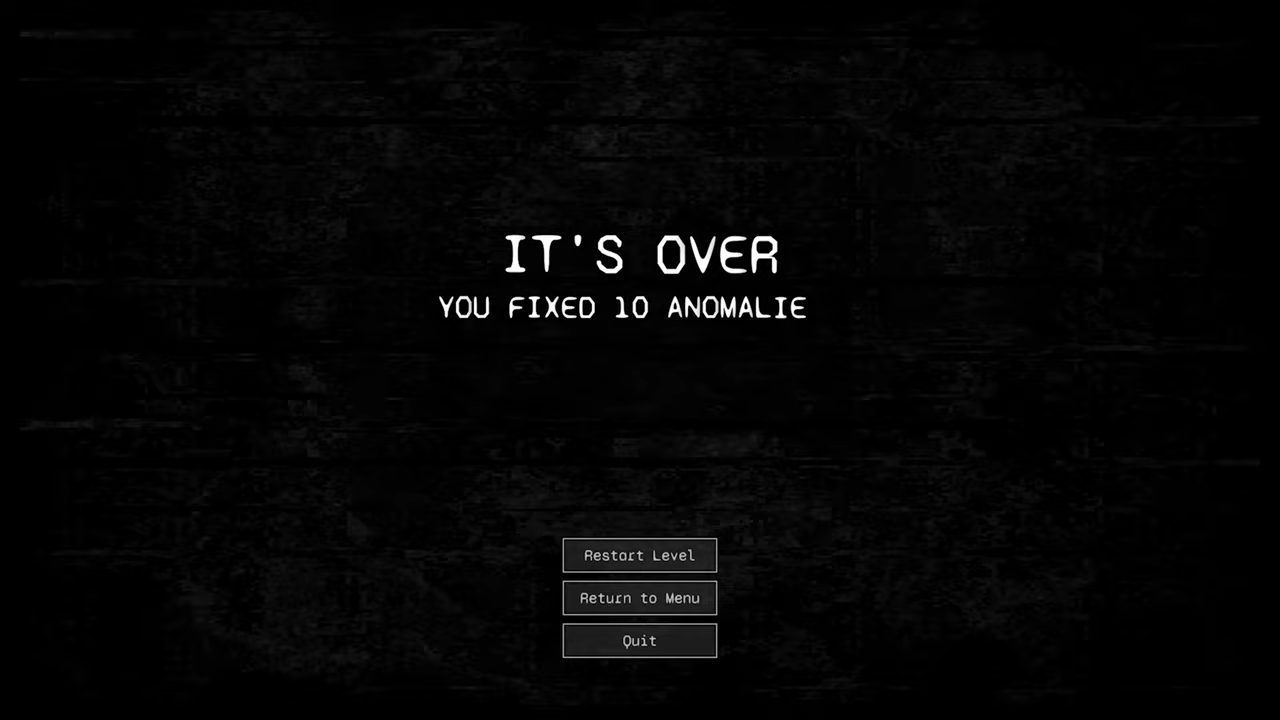 IT'S OVER
YOU FIXED 10 ANOMALIE
Restart Level
Return to Menu
Quit